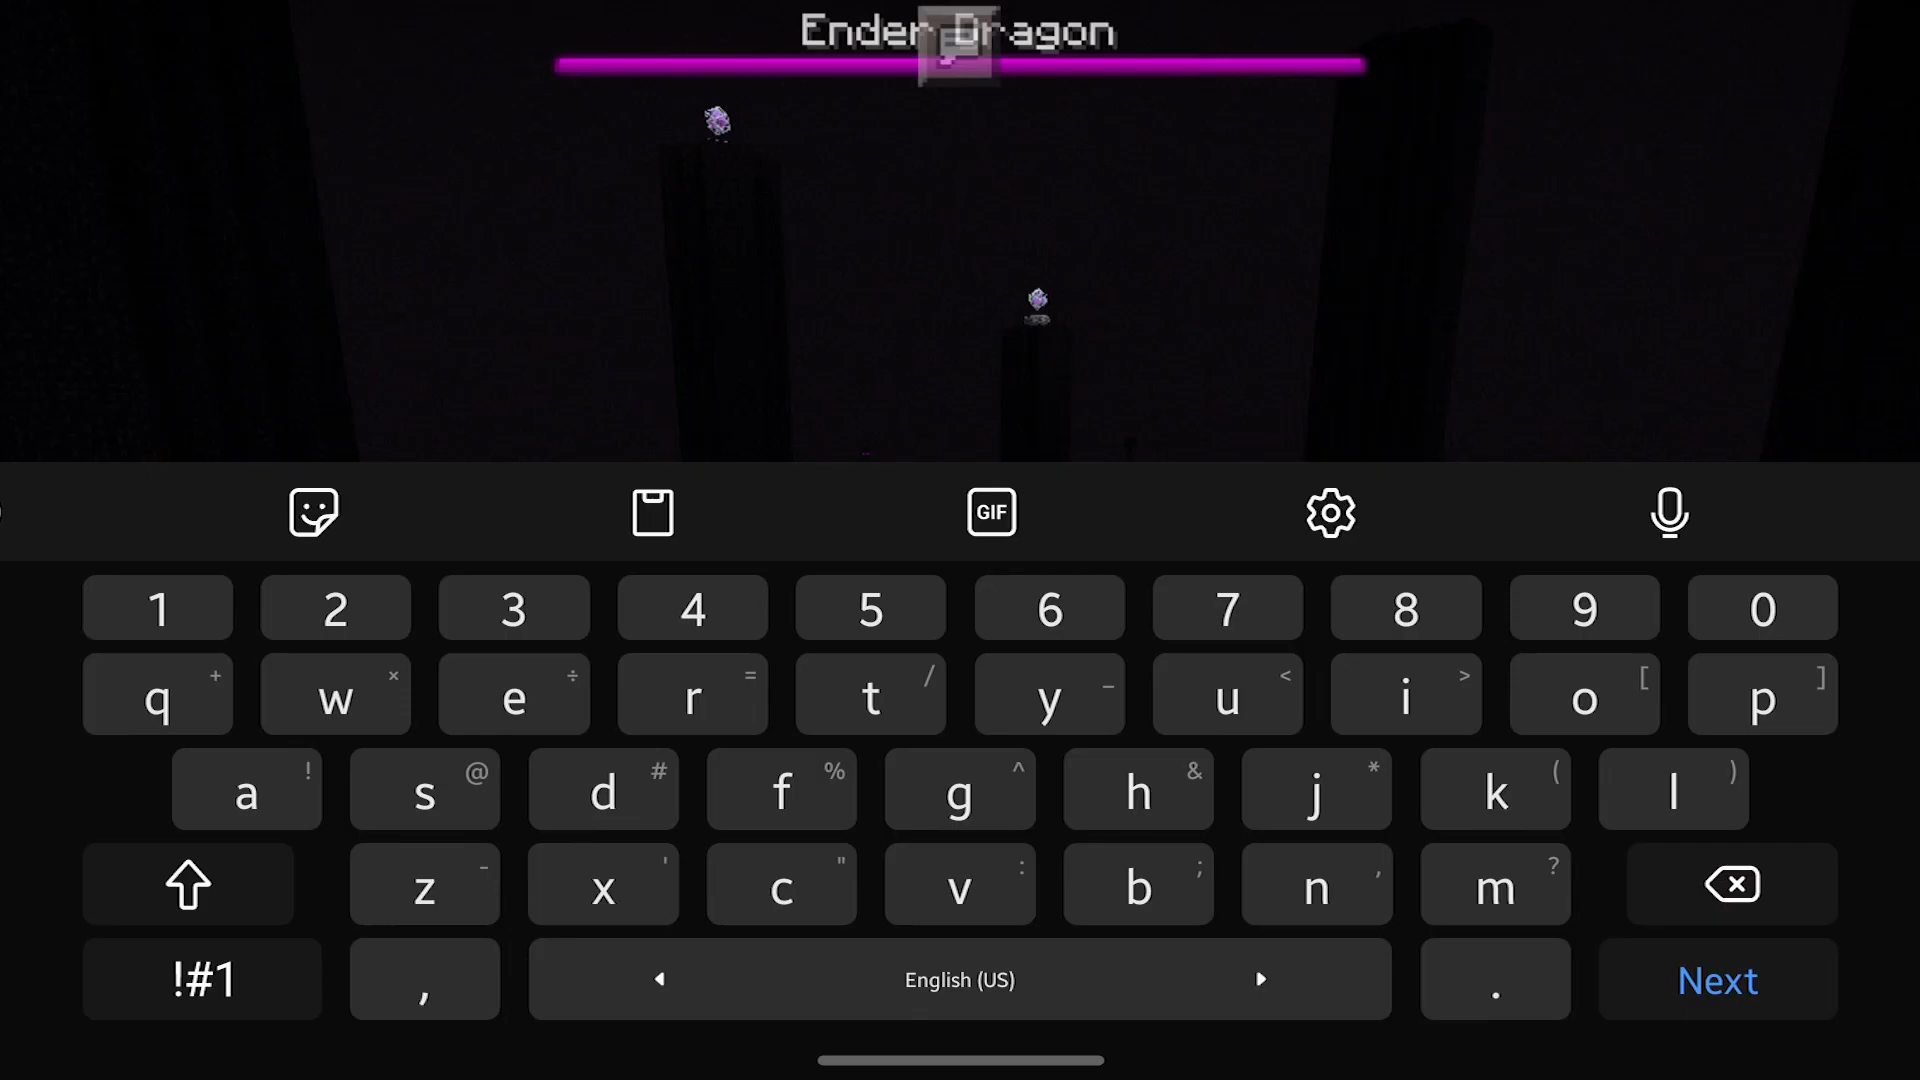 Ender Dragon
GIF
1 2 3 4 5 6 7 8 9 0
q + w × e ÷ r = t / y _ u < i > o [ p ]
a ! s @ d # f % g ^ h & j * k ( l )
z - x ' c " v : b ; n , m ?
!#1 , English (US) . Next